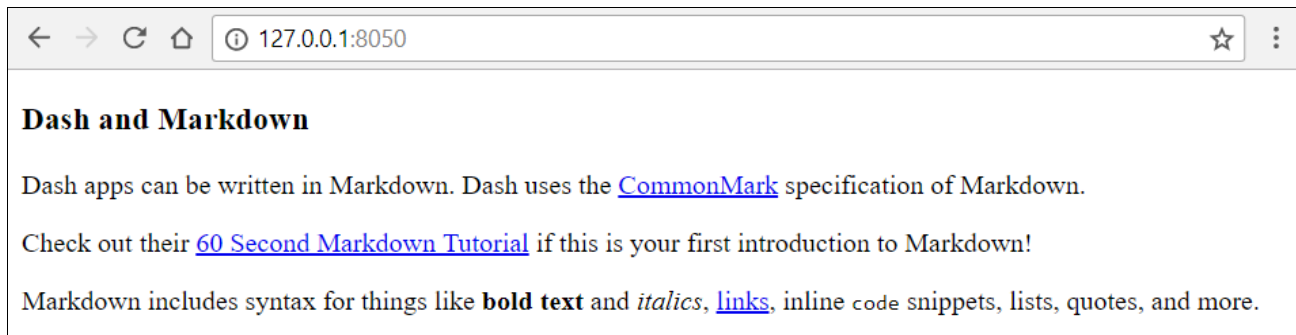 127.0.0.1:8050
Dash and Markdown
Dash apps can be written in Markdown. Dash uses the CommonMark specification of Markdown.
Check out their 60 Second Markdown Tutorial if this is your first introduction to Markdown!
Markdown includes syntax for things like bold text and italics, links, inline code snippets, lists, quotes, and more.